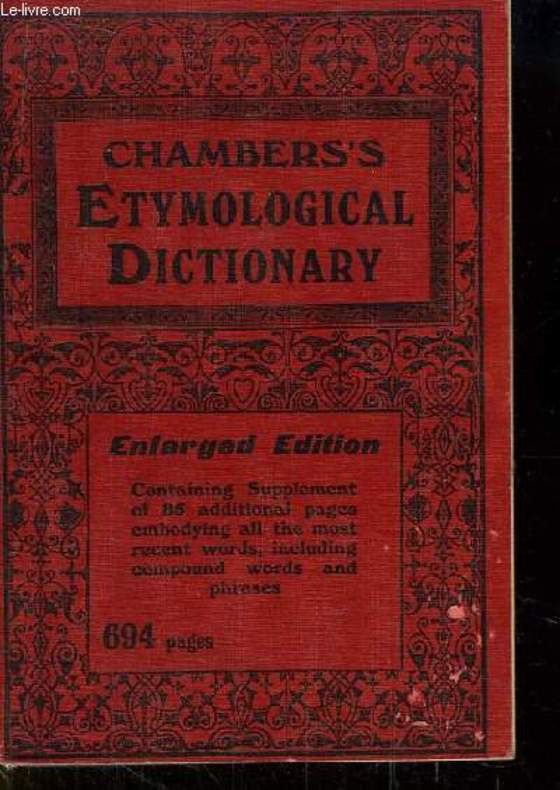 Le-livre.com
CHAMBERS'S
ETYMOLOGICAL
DICTIONARY
Enlarged Edition
Containing Supplement
of 85 additional pages
embodying all the most
recent words, including
compound words and
phrases
694 pages